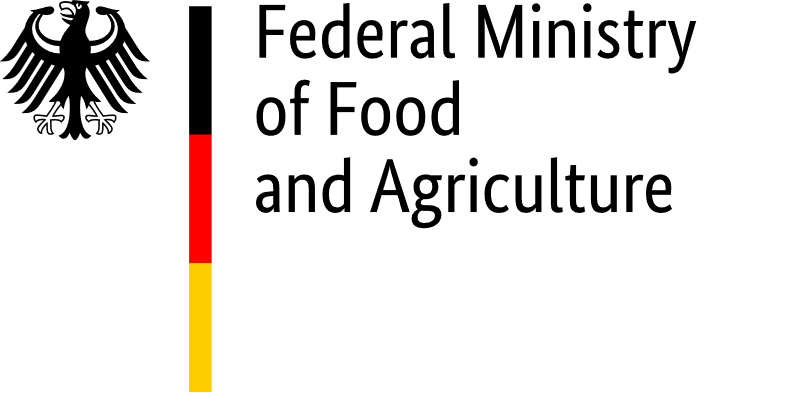 Federal Ministry
of Food
and Agriculture